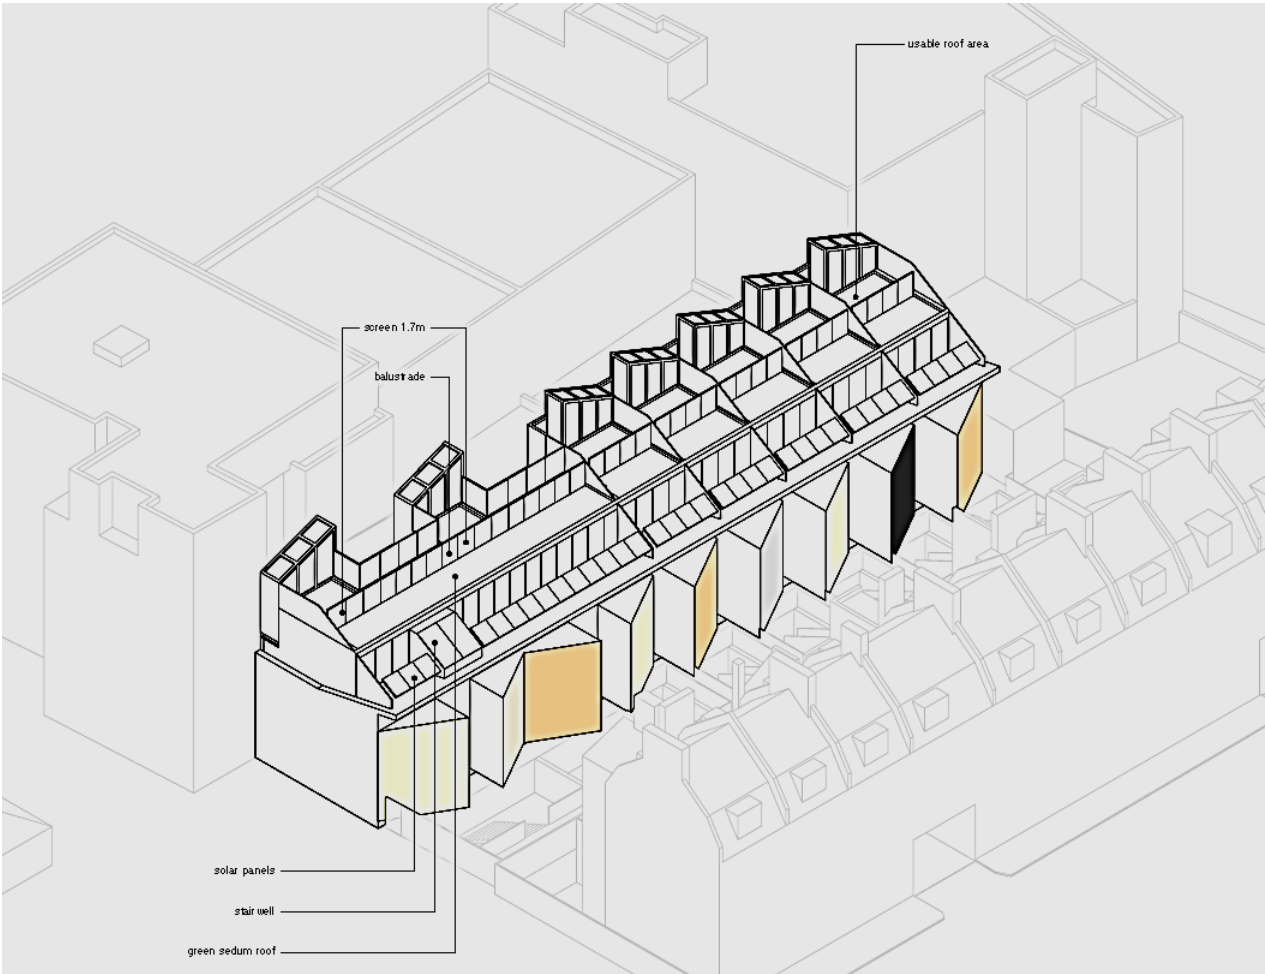 usable roof area
screen 1.7m
balustrade
solar panels
stair well
green sedum roof